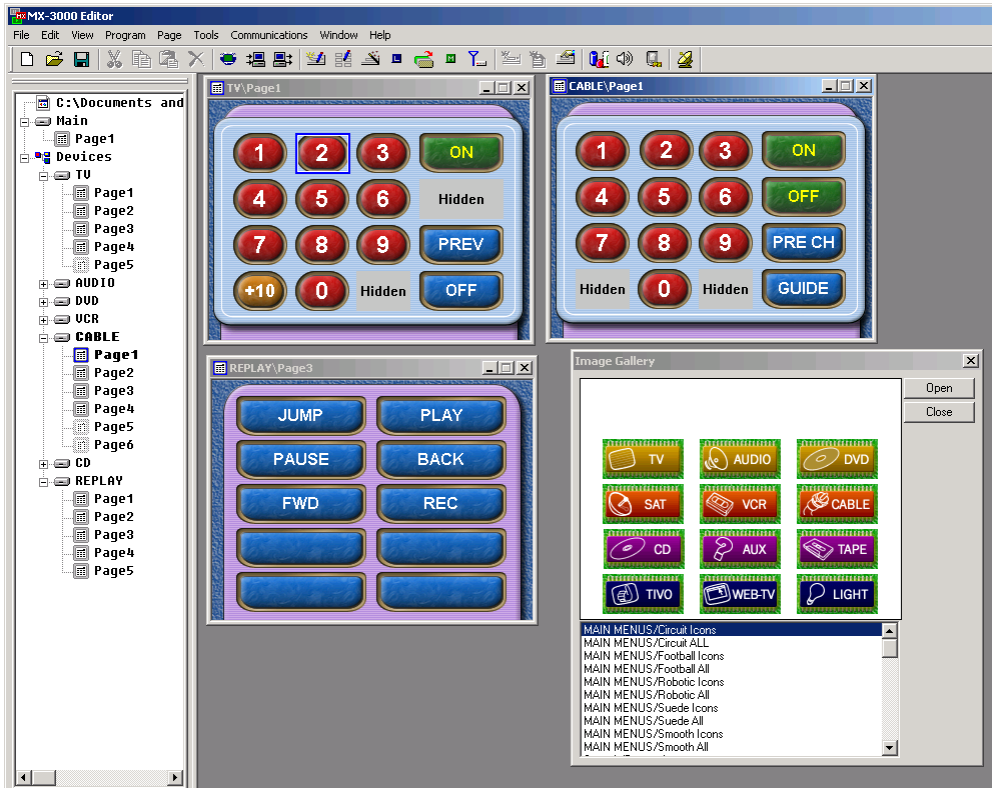 MX-3000 Editor
File Edit View Program Page Tools Communications Window Help
C:\Documents and
Main
Page1
Devices
TV
Page1
Page2
Page3
Page4
Page5
AUDIO
DVD
VCR
CABLE
Page1
Page2
Page3
Page4
Page5
Page6
CD
REPLAY
Page1
Page2
Page3
Page4
Page5
TV\Page1
1 2 3 ON
4 5 6 Hidden
7 8 9 PREV
+10 0 Hidden OFF
CABLE\Page1
1 2 3 ON
4 5 6 OFF
7 8 9 PRE CH
Hidden 0 Hidden GUIDE
REPLAY\Page3
JUMP PLAY
PAUSE BACK
FWD REC
Image Gallery
Open
Close
TV AUDIO DVD
SAT VCR CABLE
CD AUX TAPE
TIVO WEB-TV LIGHT
MAIN MENUS/Circuit Icons
MAIN MENUS/Circuit ALL
MAIN MENUS/Football Icons
MAIN MENUS/Football All
MAIN MENUS/Robotic Icons
MAIN MENUS/Robotic All
MAIN MENUS/Suede Icons
MAIN MENUS/Suede All
MAIN MENUS/Smooth Icons
MAIN MENUS/Smooth All